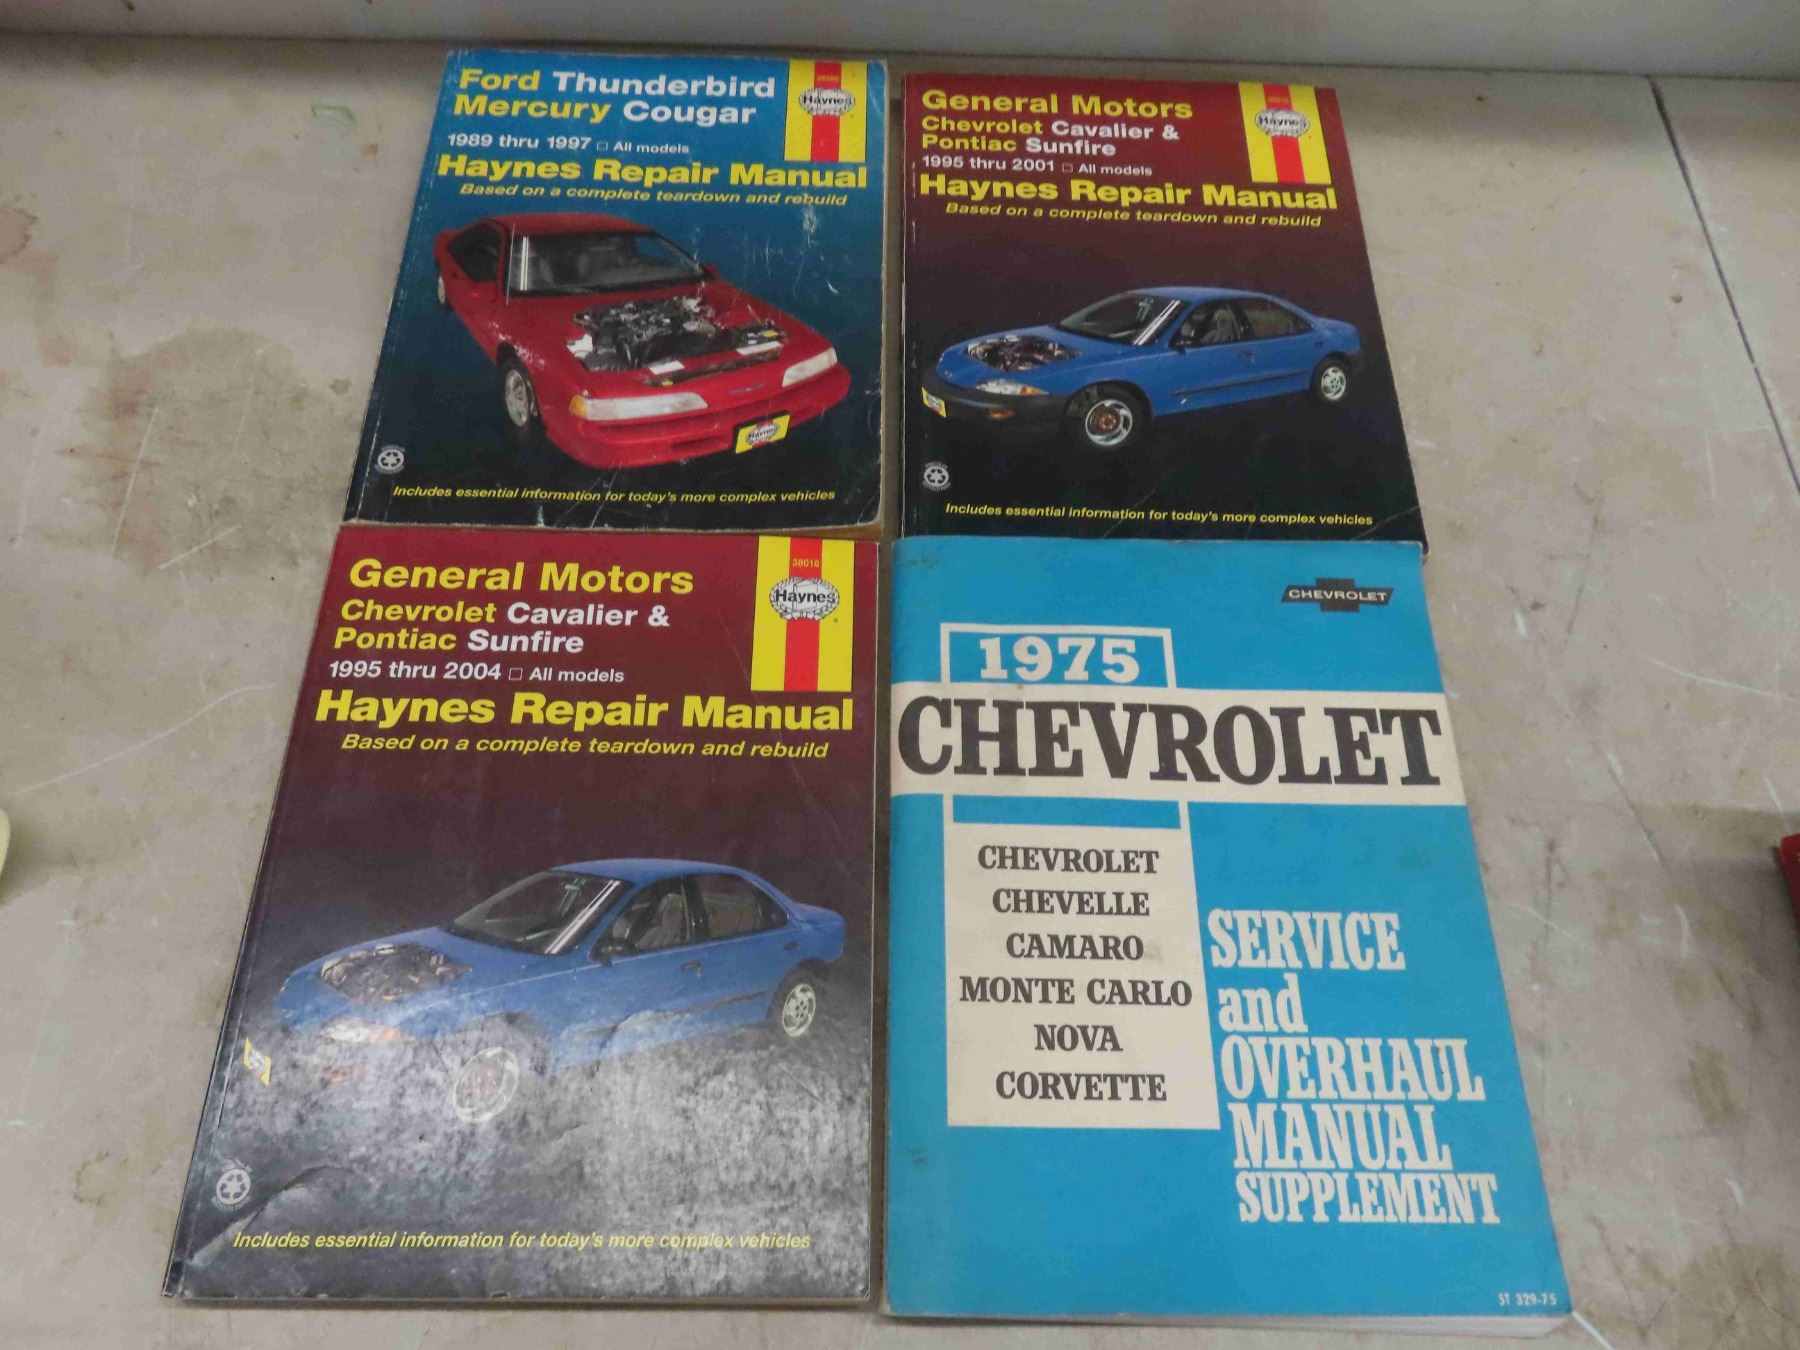 Ford Thunderbird
Mercury Cougar
1989 thru 1997 □ All models
Haynes Repair Manual
Based on a complete teardown and rebuild
Haynes
Haynes
Includes essential information for today's more complex vehicles
General Motors
Chevrolet Cavalier &
Pontiac Sunfire
1995 thru 2001 □ All models
Haynes Repair Manual
Based on a complete teardown and rebuild
Haynes
Includes essential information for today's more complex vehicles
General Motors
Chevrolet Cavalier &
Pontiac Sunfire
1995 thru 2004 □ All models
Haynes Repair Manual
Based on a complete teardown and rebuild
38016
Haynes
Includes essential information for today's more complex vehicles
CHEVROLET
1975
CHEVROLET
CHEVROLET
CHEVELLE
CAMARO
MONTE CARLO
NOVA
CORVETTE
SERVICE
and
OVERHAUL
MANUAL
SUPPLEMENT
ST 329-75